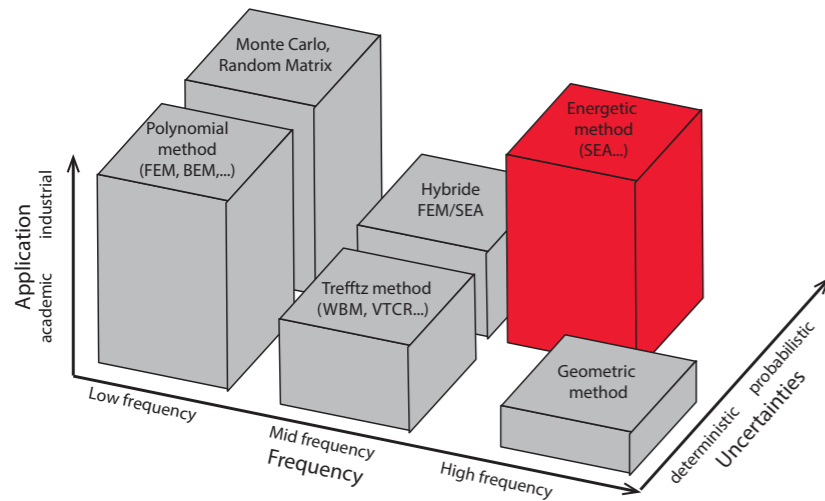 Monte Carlo,
Random Matrix
Polynomial
method
(FEM, BEM,...)
Energetic
method
(SEA...)
Hybride
FEM/SEA
Trefftz method
(WBM, VTCR...)
Geometric
method
Application
academic industrial
Low frequency
Mid frequency
High frequency
Frequency
deterministic probabilistic
Uncertainties